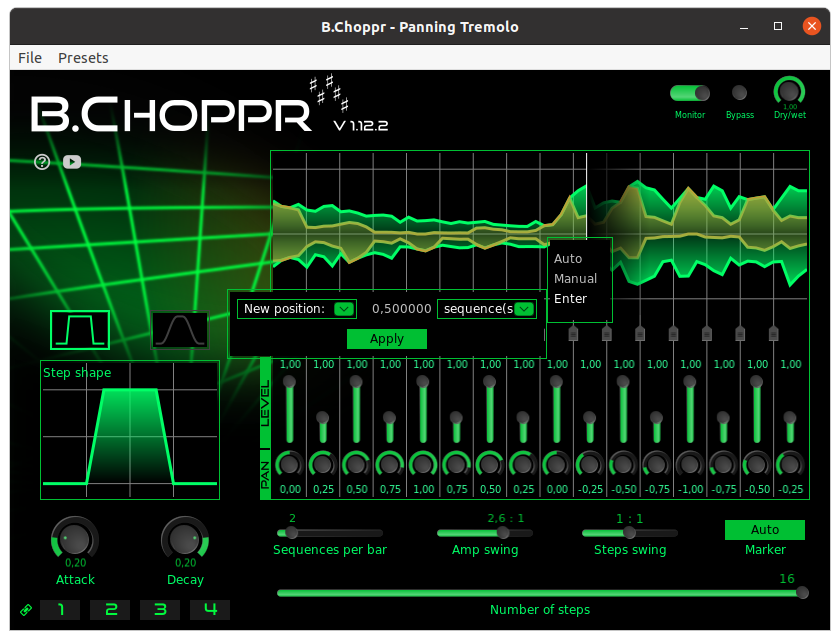 B.Choppr - Panning Tremolo
File Presets
B.CHOPPR
V 1.12.2
1,00
Monitor Bypass Dry/wet
Auto
Manual
Enter
New position: 0,500000 sequence(s
Apply
Step shape
LEVEL
1,00 1,00 1,00 1,00 1,00 1,00 1,00 1,00 1,00 1,00 1,00 1,00 1,00 1,00 1,00 1,00
PAN
0,00 0,25 0,50 0,75 1,00 0,75 0,50 0,25 0,00 -0,25 -0,50 -0,75 -1,00 -0,75 -0,50 -0,25
0,20 0,20
Attack Decay
2 2,6 : 1 1 : 1 Auto
Sequences per bar Amp swing Steps swing Marker
16
1 2 3 4 Number of steps